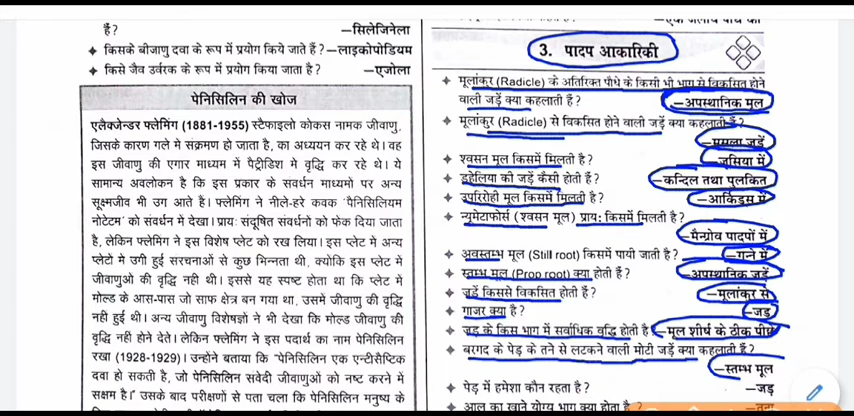 हैं? —सिलेजिनेला
किसके बीजाणु दवा के रूप में प्रयोग किये जाते हैं?—लाइकोपोडियम
किसे जैव उर्वरक के रूप में प्रयोग किया जाता है? —एजोला
पेनिसिलिन की खोज
एलैक्जेन्डर फ्लेमिंग (1881-1955) स्टैफाइलो कोकस नामक जीवाणु,
जिसके कारण गले मे संक्रमण हो जाता है, का अध्ययन कर रहे थे। वह
इस जीवाणु की एगार माध्यम में पैट्रीडिश मे वृद्धि कर रहे थे। ये
सामान्य अवलोकन है कि इस प्रकार के सवर्धन माध्यमो पर अन्य
सूक्ष्मजीव भी उग आते है। फ्लेमिंग ने नीले-हरे कवक 'पैनिसिलियम
नोटेटम' को संवर्धन में देखा। प्रायः संदूषित संवर्धनो को फेक दिया जाता
है, लेकिन फ्लेमिग ने इस विशेष प्लेट को रख लिया। इस प्लेट मे अन्य
प्लेटो मे उगी हुई सरचनाओं से कुछ भिन्नता थी, क्योकि इस प्लेट में
जीवाणुओ की वृद्धि नही थी। इससे यह स्पष्ट होता था कि प्लेट में
मोल्ड के आस-पास जो साफ क्षेत्र बन गया था, उसमें जीवाणु की वृद्धि
नही हुई थी। अन्य जीवाणु विशेषज्ञो ने भी देखा कि मोल्ड जीवाणु की
वृद्धि नहीं होने देते। लेकिन फ्लेमिग ने इस पदार्थ का नाम पेनिसिलिन
रखा (1928-1929)। उन्होंने बताया कि "पेनिसिलिन एक एन्टीसैप्टिक
दवा हो सकती है, जो पेनिसिलिन सवेदी जीवाणुओं को नष्ट करने में
सक्षम है।" उसके बाद परीक्षणों से पता चला कि पेनिसिलिन मनुष्य के
3. पादप आकारिकी
मूलांकुर (Radicle) के अतिरिक्त पौधे के किसी भी भाग से विकसित होने
वाली जड़ें क्या कहलाती हैं? —अपस्थानिक मूल
मूलांकुर (Radicle) से विकसित होने वाली जड़ें क्या कहलाती हैं?
—मूसला जड़ें
श्वसन मूल किसमें मिलती है? —जूसिया में
डहेलिया की जड़ें कैसी होती हैं? —कन्दिल तथा पुलकित
उपरिरोही मूल किसमें मिलती है? —आर्किड्स में
न्यूमेटाफोर्स (श्वसन मूल) प्रायः किसमें मिलती है?
—मैन्ग्रोव पादपों में
अवस्तम्भ मूल (Still root) किसमें पायी जाती है? —गन्ने में
स्तम्भ मूल (Prop root) क्या होती हैं? —अपस्थानिक जड़ें
जड़ें किससे विकसित होती हैं? —मूलांकुर से
गाजर क्या है? —जड़
जड़ के किस भाग में सर्वाधिक वृद्धि होती है? —मूल शीर्ष के ठीक पीछे
बरगद के पेड़ के तने से लटकने वाली मोटी जड़ें क्या कहलाती हैं?
—स्तम्भ मूल
पेड़ में हमेशा कौन रहता है? —जड़
आलू का खाने योग्य भाग क्या होता है?